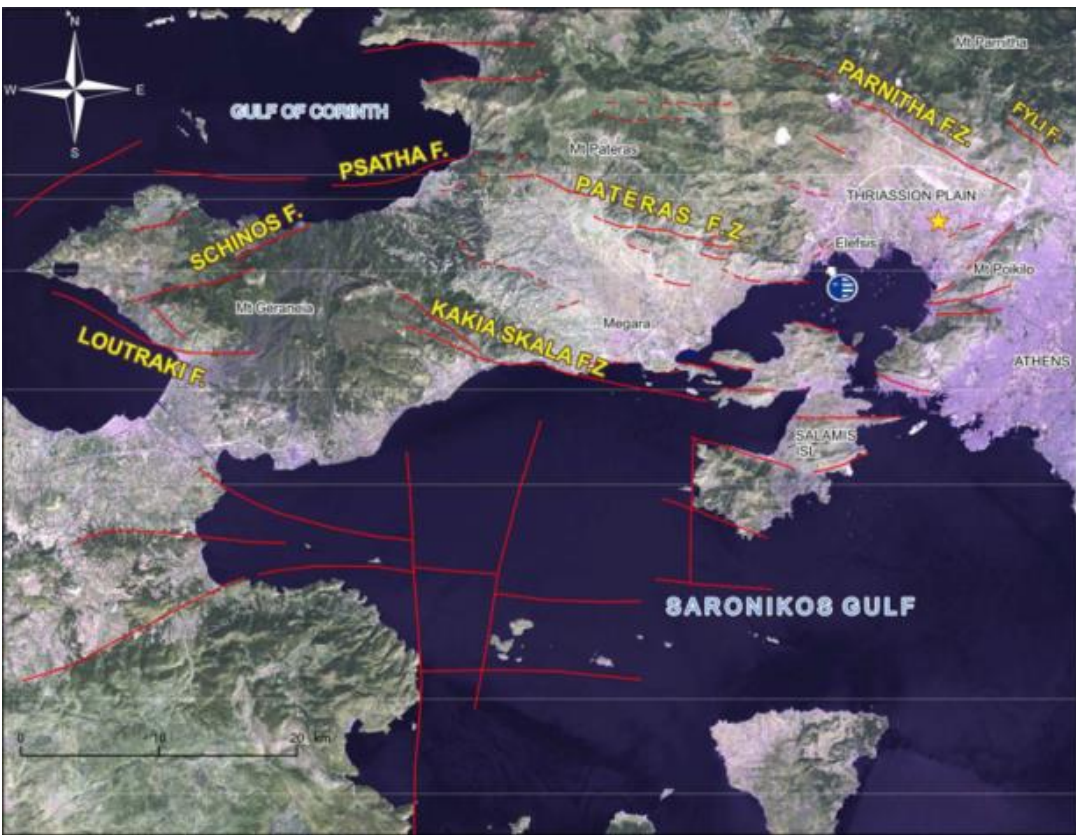 N
Mt Parnitha
W
E
PARNITHA F.Z.
GULF OF CORINTH
FYLI F.
S
Mt Pateras
PSATHA F.
PATERAS F.Z.
THRIASSION PLAIN
SCHINOS F.
Elefsis
Mt Poikilo
Mt Geraneia
KAKIA SKALA F.Z
Megara
LOUTRAKI F.
ATHENS
SALAMIS
ISL.
SARONIKOS GULF
0 10 20 km